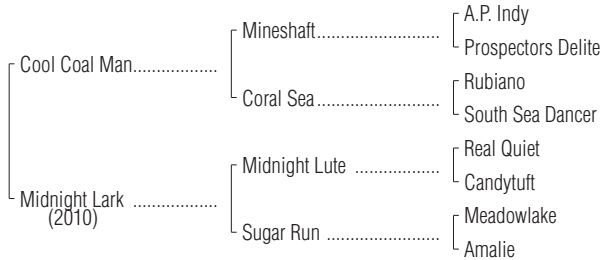 A.P. Indy
Mineshaft
Prospectors Delite
Cool Coal Man
Rubiano
Coral Sea
South Sea Dancer
Real Quiet
Midnight Lute
Candytuft
Midnight Lark
(2010)
Meadowlake
Sugar Run
Amalie